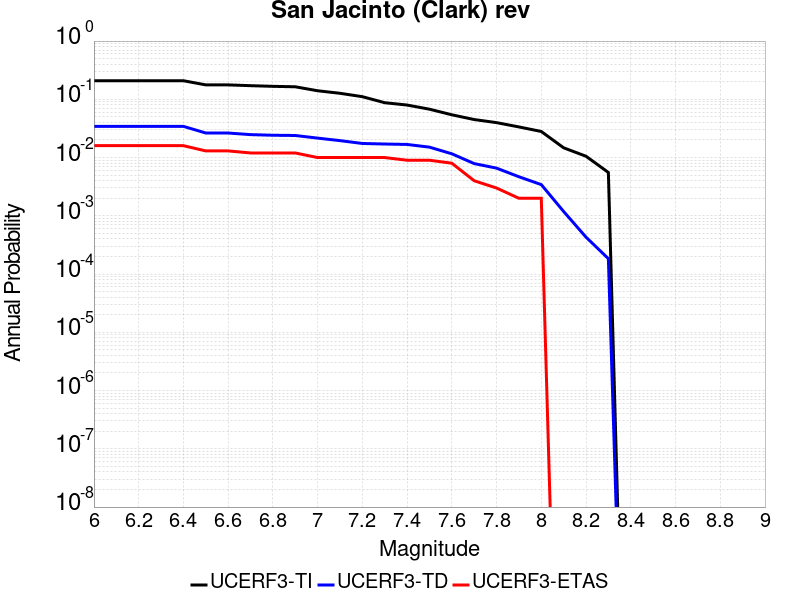 San Jacinto (Clark) rev
10^0
10^-1
10^-2
10^-3
10^-4
10^-5
10^-6
10^-7
10^-8
Annual Probability
6 6.2 6.4 6.6 6.8 7 7.2 7.4 7.6 7.8 8 8.2 8.4 8.6 8.8 9
Magnitude
UCERF3-TI UCERF3-TD UCERF3-ETAS